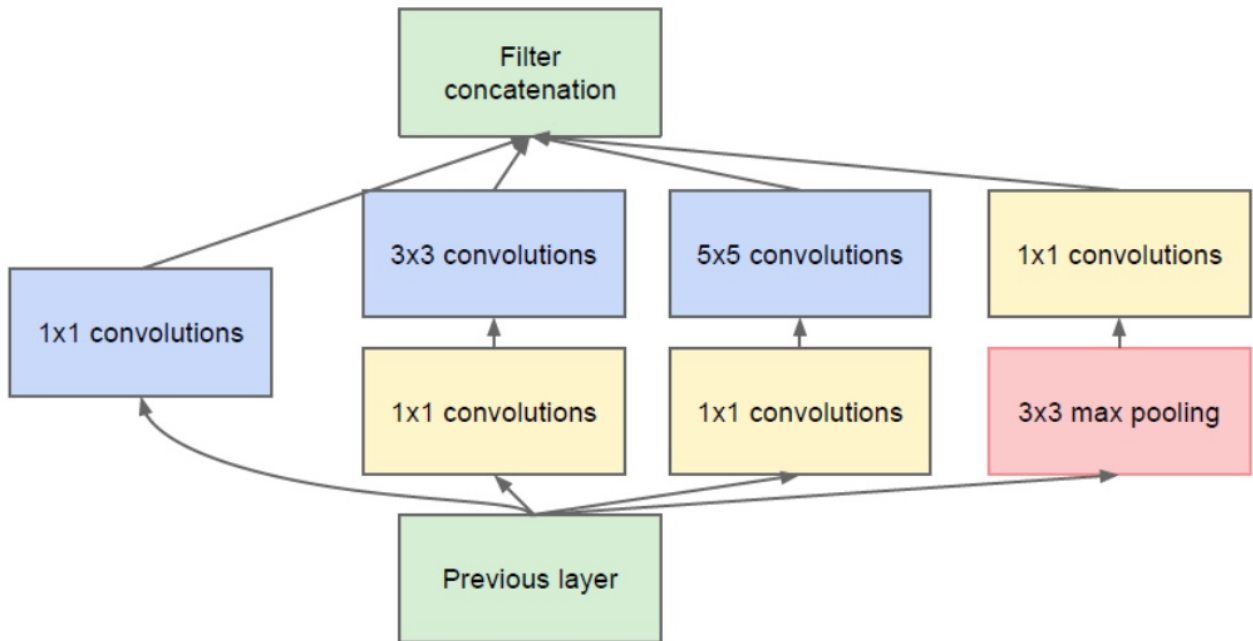 Filter
concatenation
3x3 convolutions
5x5 convolutions
1x1 convolutions
1x1 convolutions
1x1 convolutions
1x1 convolutions
3x3 max pooling
Previous layer